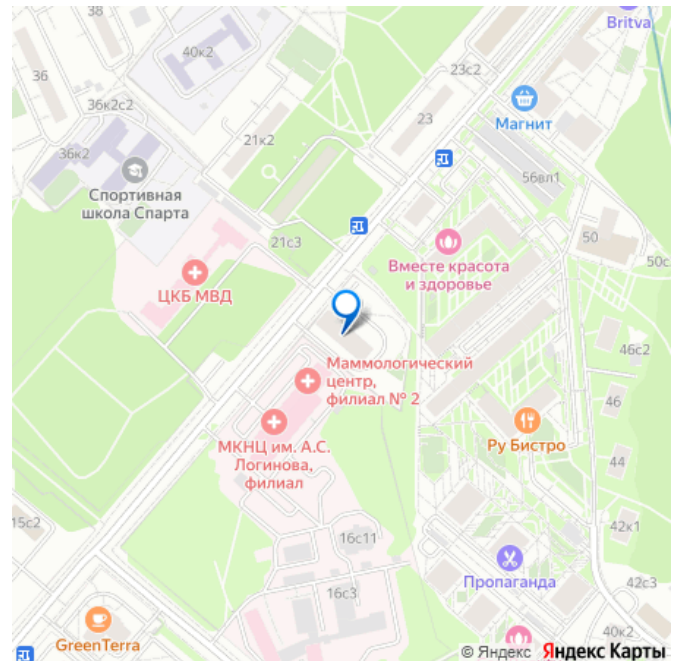 38
Britva
40к2
23с2
36
Магнит
36к2с2
23
21к2
36к2
56вл1
Спортивная
школа Спарта
50
21с3
Вместе красота
и здоровье
50с
ЦКБ МВД
46с2
Маммологический
центр,
филиал № 2
46
МКНЦ им. А.С.
Логинова,
филиал
Ру Бистро
44
15с2
42к1
16с11
Пропаганда
16с3
42с3
GreenTerra
40к2
© Яндекс Яндекс Карты